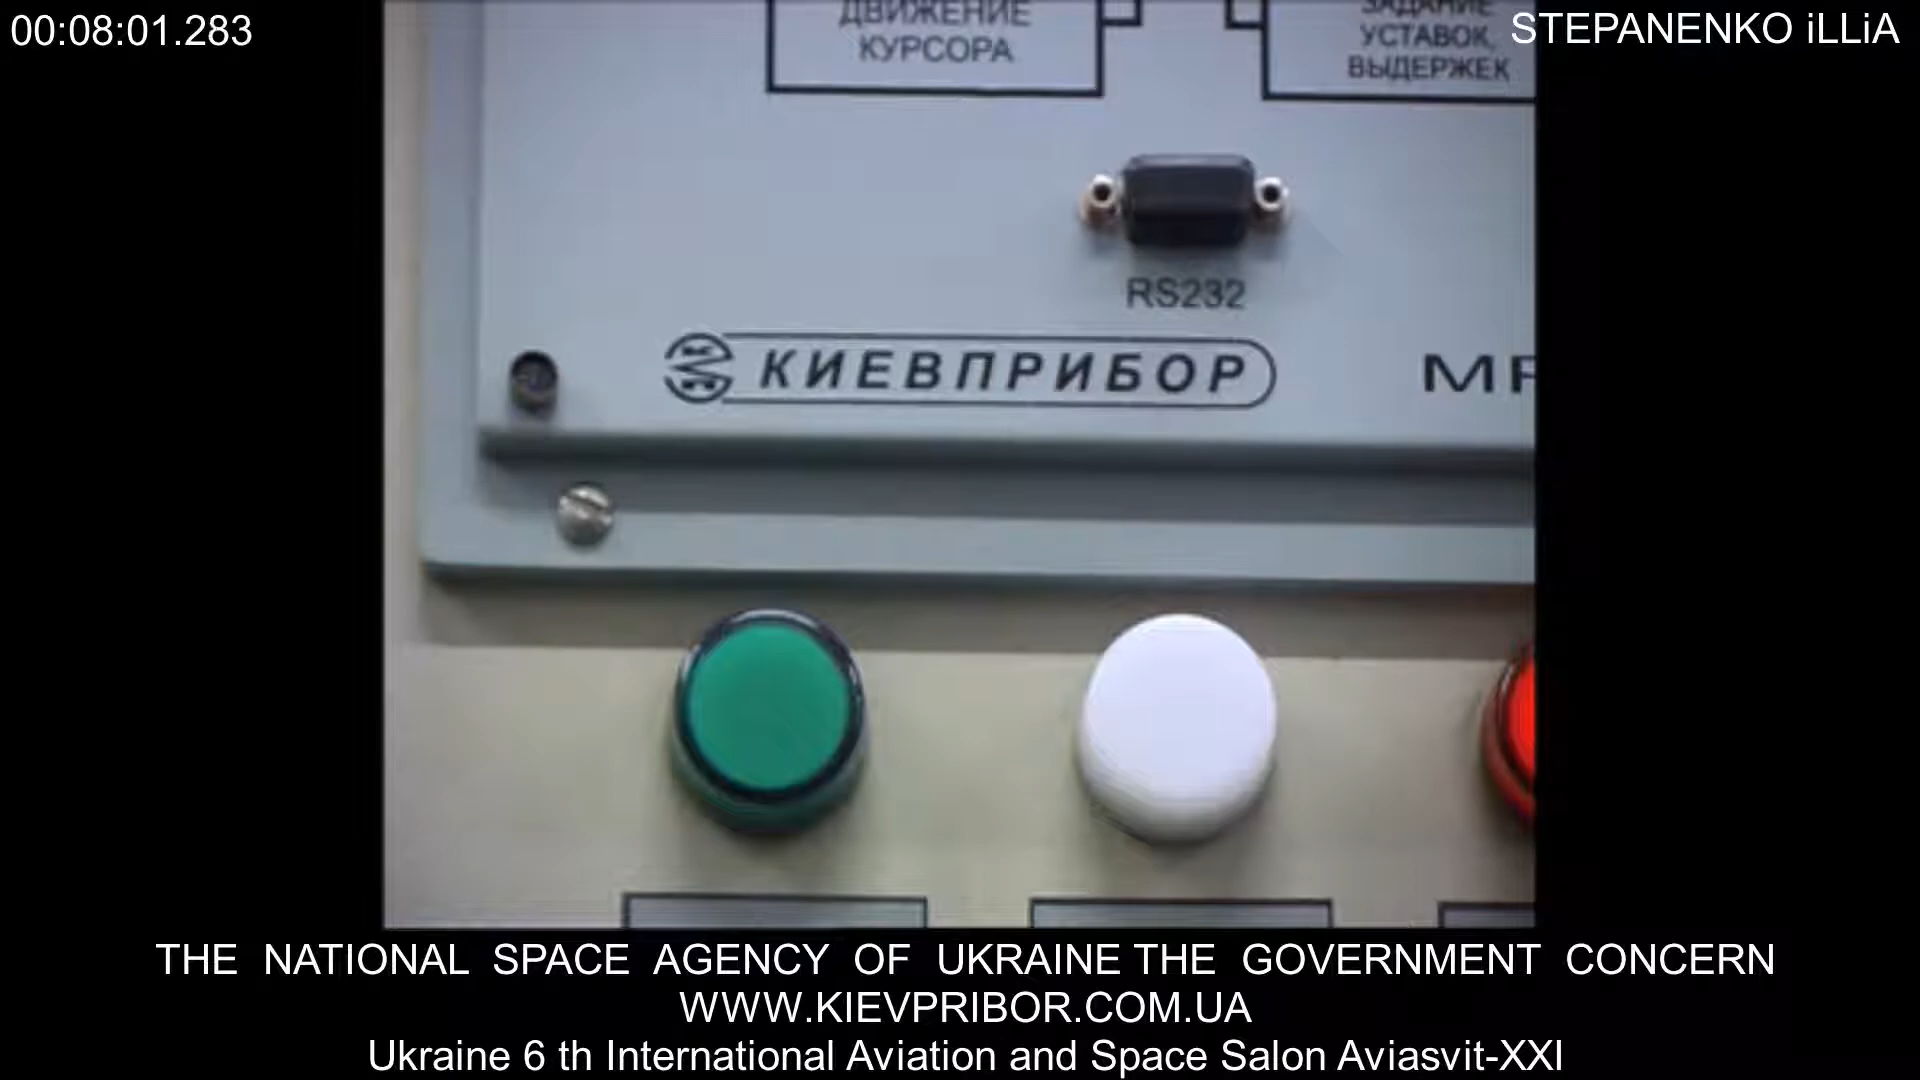 00:08:01.283
STEPANENKO iLLiA
ДВИЖЕНИЕ
КУРСОРА
ЗАДАНИЕ
УСТАВОК,
ВЫДЕРЖЕК
RS232
КИЕВПРИБОР
THE NATIONAL SPACE AGENCY OF UKRAINE THE GOVERNMENT CONCERN
WWW.KIEVPRIBOR.COM.UA
Ukraine 6 th International Aviation and Space Salon Aviasvit-XXI